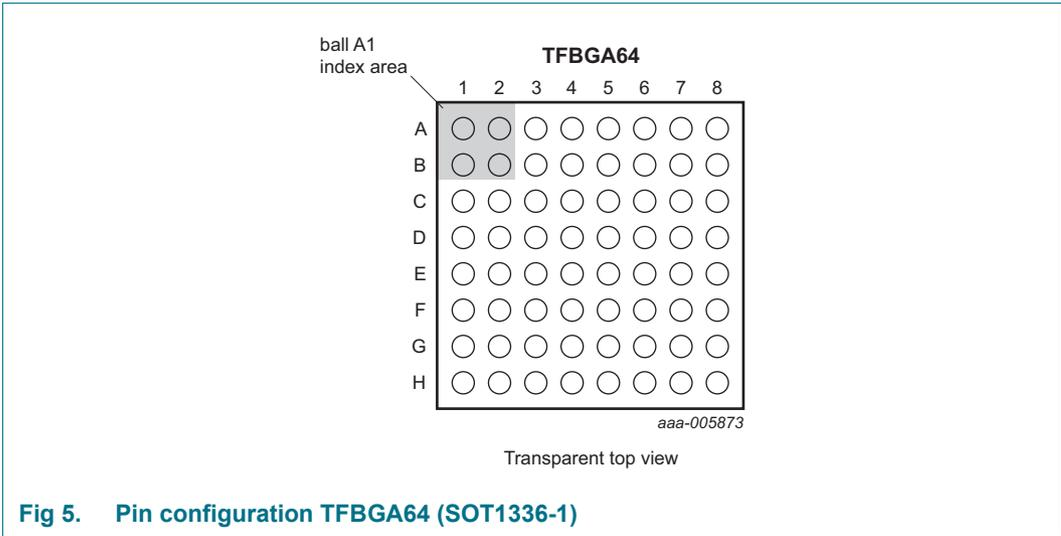 ball A1
index area
TFBGA64
1 2 3 4 5 6 7 8
A
B
C
D
E
F
G
H
aaa-005873
Transparent top view
Fig 5. Pin configuration TFBGA64 (SOT1336-1)